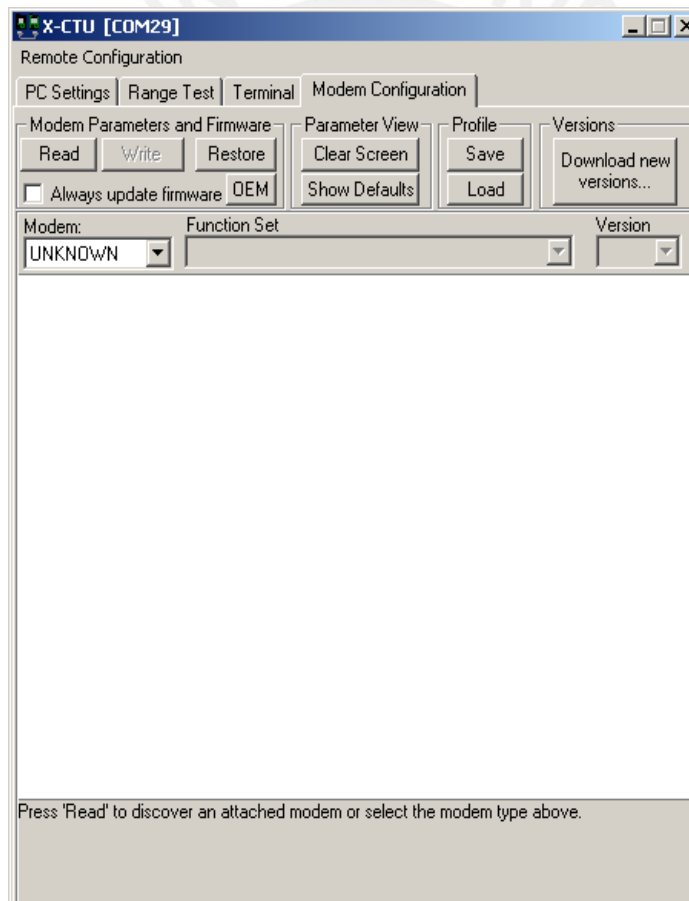 X-CTU [COM29]
Remote Configuration
PC Settings Range Test Terminal Modem Configuration
Modem Parameters and Firmware Parameter View Profile Versions
Read Write Restore Clear Screen Save Download new versions...
Always update firmware OEM Show Defaults Load
Modem: Function Set Version
UNKNOWN
Press 'Read' to discover an attached modem or select the modem type above.